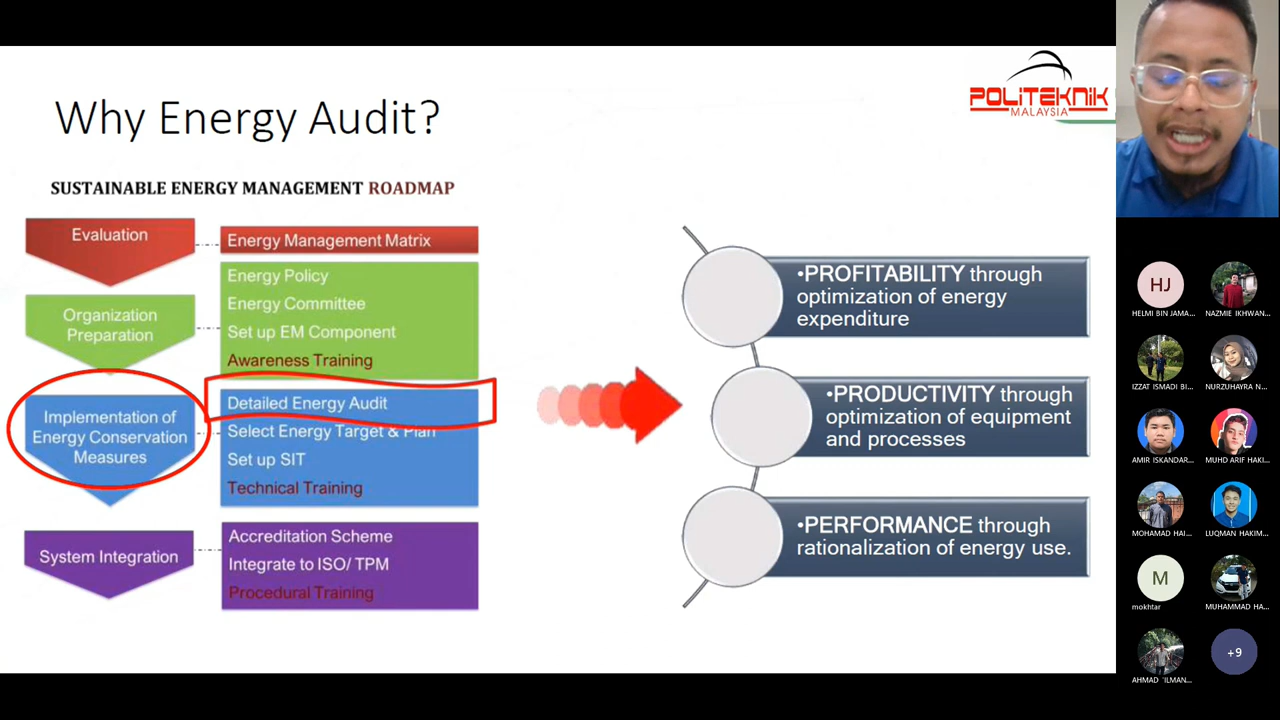 Why Energy Audit?
POLITEKNIK
MALAYSIA
SUSTAINABLE ENERGY MANAGEMENT ROADMAP
Evaluation
Energy Management Matrix
Organization
Preparation
Energy Policy
Energy Committee
Set up EM Component
Awareness Training
Implementation of
Energy Conservation
Measures
Detailed Energy Audit
Select Energy Target & Plan
Set up SIT
Technical Training
System Integration
Accreditation Scheme
Integrate to ISO/ TPM
Procedural Training
•PROFITABILITY through
optimization of energy
expenditure
•PRODUCTIVITY through
optimization of equipment
and processes
•PERFORMANCE through
rationalization of energy use.
HJ
HELMI BIN JAMA...
NAZMIE IKHWAN...
IZZAT ISMADI BI...
NURZUHAYRA N...
AMIR ISKANDAR...
MUHD ARIF HAKI...
MOHAMAD HAI...
LUQMAN HAKIM...
M
mokhtar
MUHAMMAD HA...
AHMAD 'ILMAN...
+9